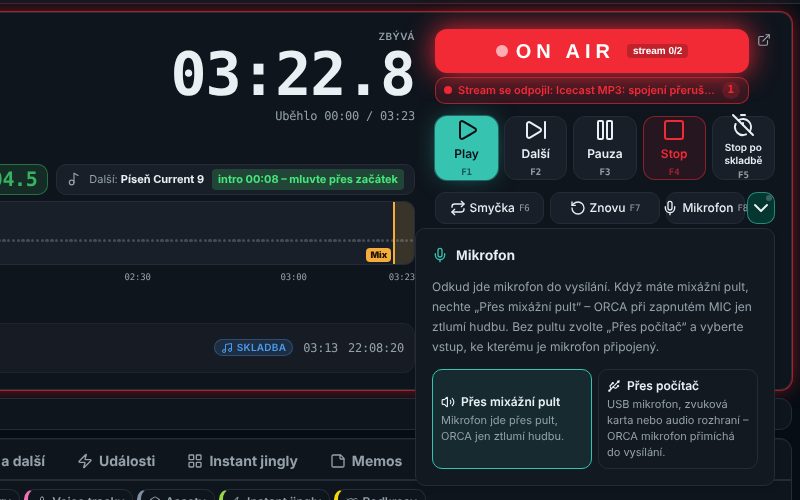 ZBÝVÁ
03:22.8
Uběhlo 00:00 / 03:23
ON AIR stream 0/2
Stream se odpojil: Icecast MP3: spojení přeruš… 1
Play F1
Další F2
Pauza F3
Stop F4
Stop po skladbě F5
04.5
Další: Píseň Current 9 intro 00:08 – mluvte přes začátek
Smyčka F6
Znovu F7
Mikrofon F8
Mix
02:30 03:00 03:23
SKLADBA 03:13 22:08:20
Mikrofon
Odkud jde mikrofon do vysílání. Když máte mixážní pult,
nechte „Přes mixážní pult“ – ORCA při zapnutém MIC jen
ztlumí hudbu. Bez pultu zvolte „Přes počítač“ a vyberte
vstup, ke kterému je mikrofon připojený.
Přes mixážní pult
Mikrofon jde přes pult,
ORCA jen ztlumí hudbu.
Přes počítač
USB mikrofon, zvuková
karta nebo audio rozhraní –
ORCA mikrofon přimíchá
do vysílání.
a další Události Instant jingly Memos